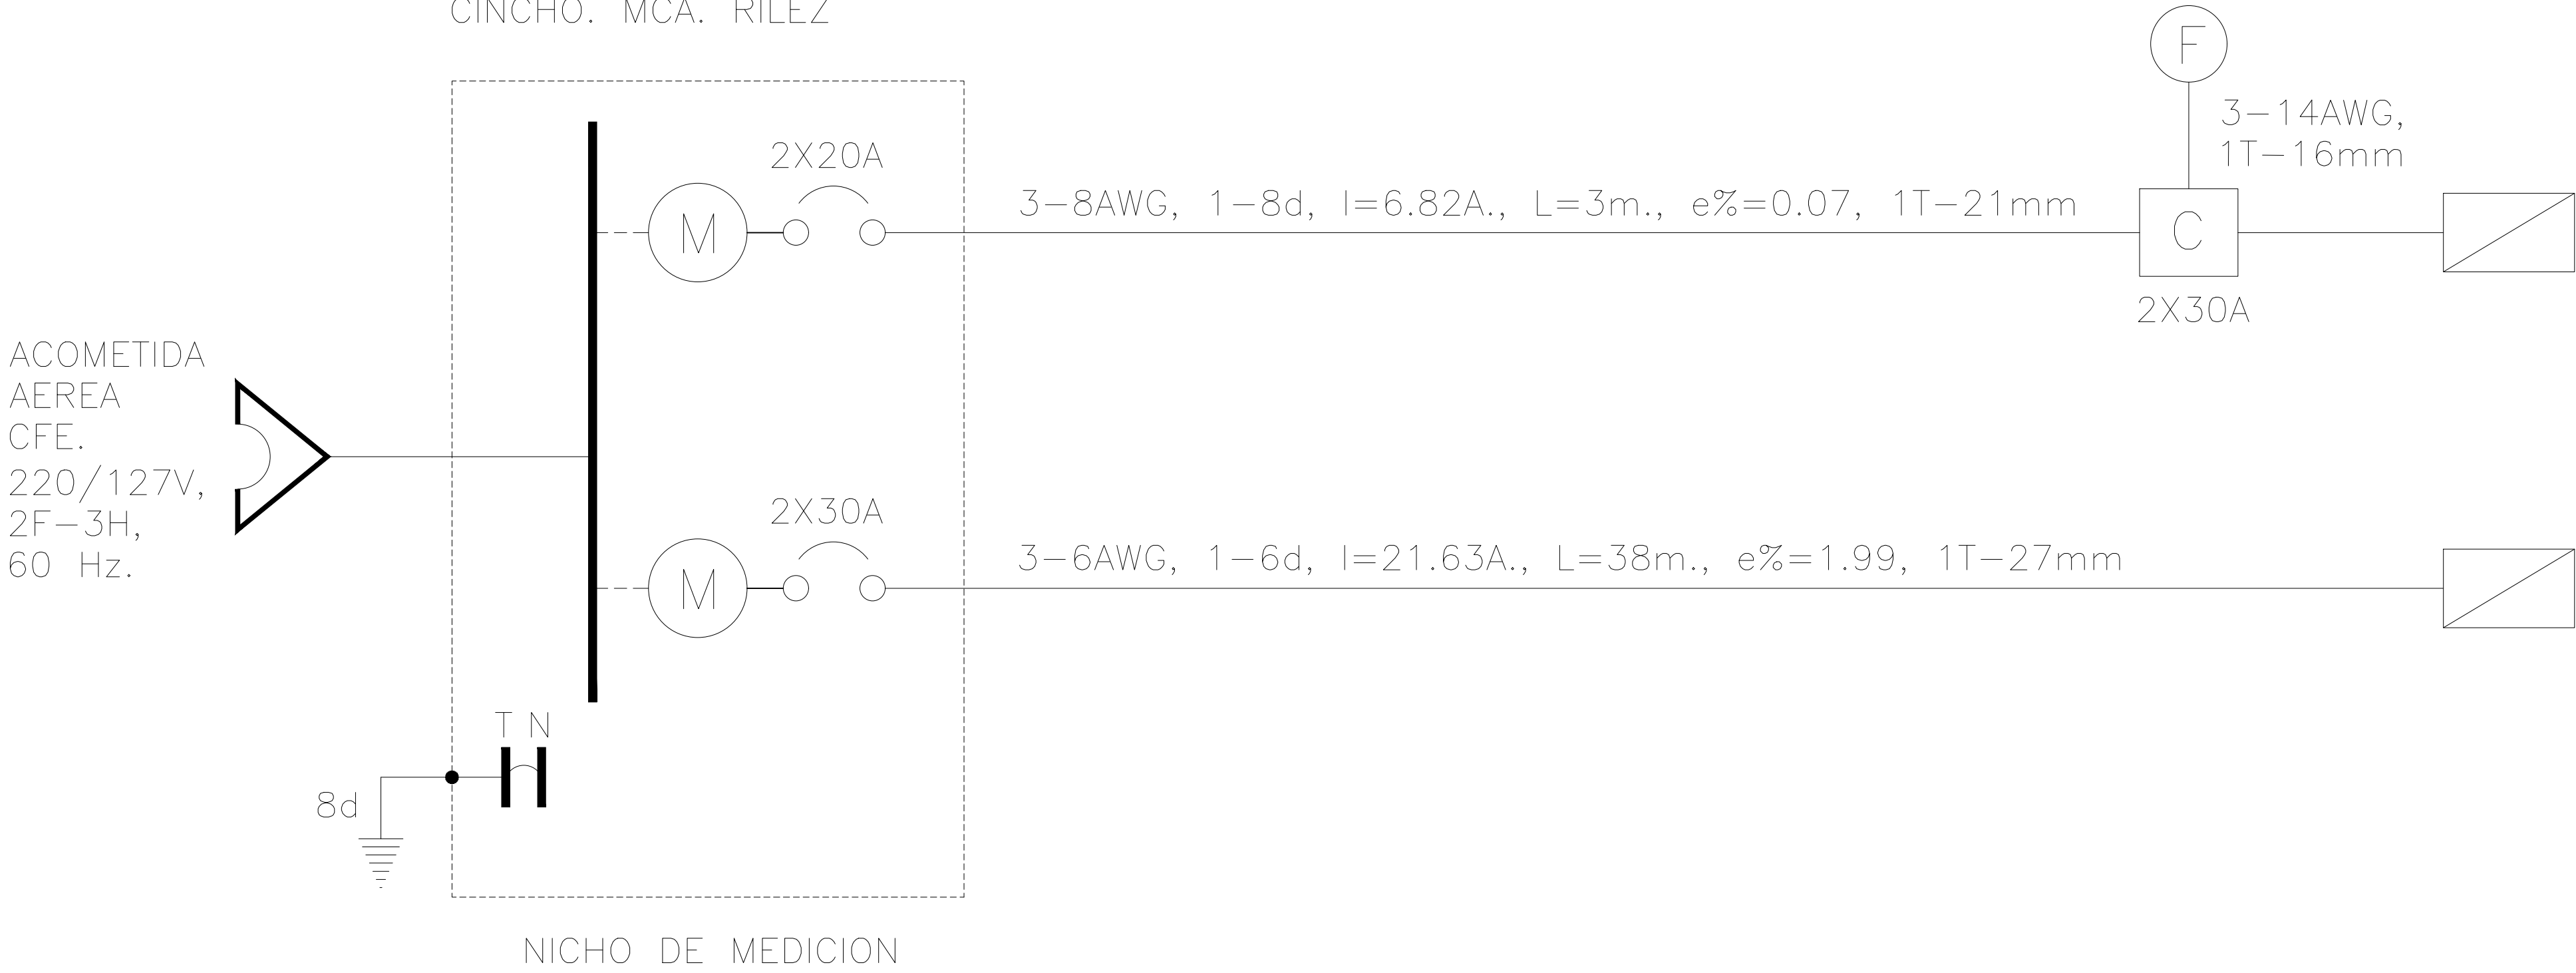 CINCHO. MCA. RILEZ
F
3-14AWG,
1T-16mm
2X20A
3-8AWG, 1-8d, I=6.82A., L=3m., e%=0.07, 1T-21mm
M
C
2X30A
ACOMETIDA
AEREA
CFE.
220/127V,
2F-3H,
60 Hz.
2X30A
3-6AWG, 1-6d, I=21.63A., L=38m., e%=1.99, 1T-27mm
M
T N
8d
NICHO DE MEDICION